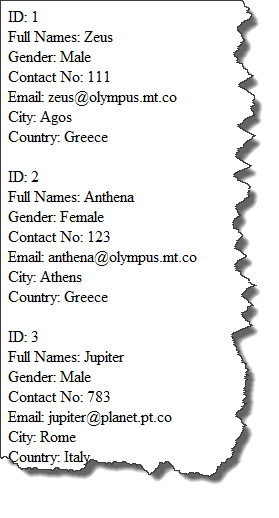 ID: 1
Full Names: Zeus
Gender: Male
Contact No: 111
Email: zeus@olympus.mt.co
City: Agos
Country: Greece

ID: 2
Full Names: Anthena
Gender: Female
Contact No: 123
Email: anthena@olympus.mt.co
City: Athens
Country: Greece

ID: 3
Full Names: Jupiter
Gender: Male
Contact No: 783
Email: jupiter@planet.pt.co
City: Rome
Country: Italy